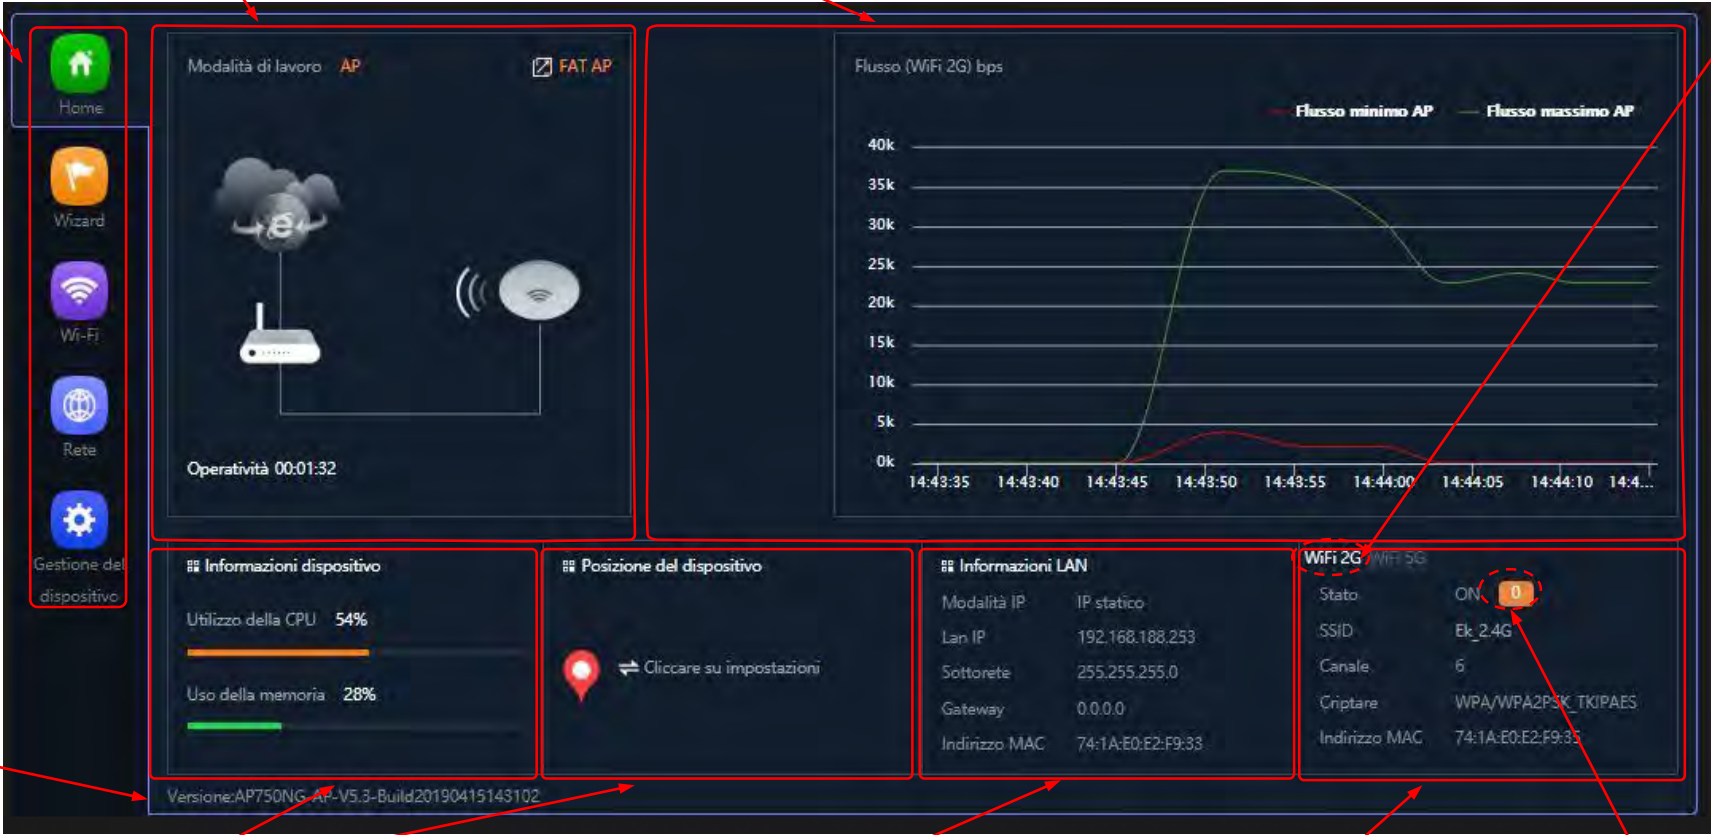 Home
Wizard
Wi-Fi
Rete
Gestione del
dispositivo
Modalità di lavoro AP
FAT AP
Operatività 00:01:32
Flusso (WiFi 2G) bps
Flusso minimo AP
Flusso massimo AP
40k
35k
30k
25k
20k
15k
10k
5k
0k
14:43:35 14:43:40 14:43:45 14:43:50 14:43:55 14:44:00 14:44:05 14:44:10 14:4...
Informazioni dispositivo
Utilizzo della CPU 54%
Uso della memoria 28%
Posizione del dispositivo
Cliccare su impostazioni
Informazioni LAN
Modalità IP IP statico
Lan IP 192.168.188.253
Sottorete 255.255.255.0
Gateway 0.0.0.0
Indirizzo MAC 74:1A:E0:E2:F9:33
WiFi 2G WiFi 5G
Stato ON 0
SSID Ek_2.4G
Canale 6
Criptare WPA/WPA2PSK_TKIPAES
Indirizzo MAC 74:1A:E0:E2:F9:35
Versione:AP750NG-AP-V5.3-Build20190415143102